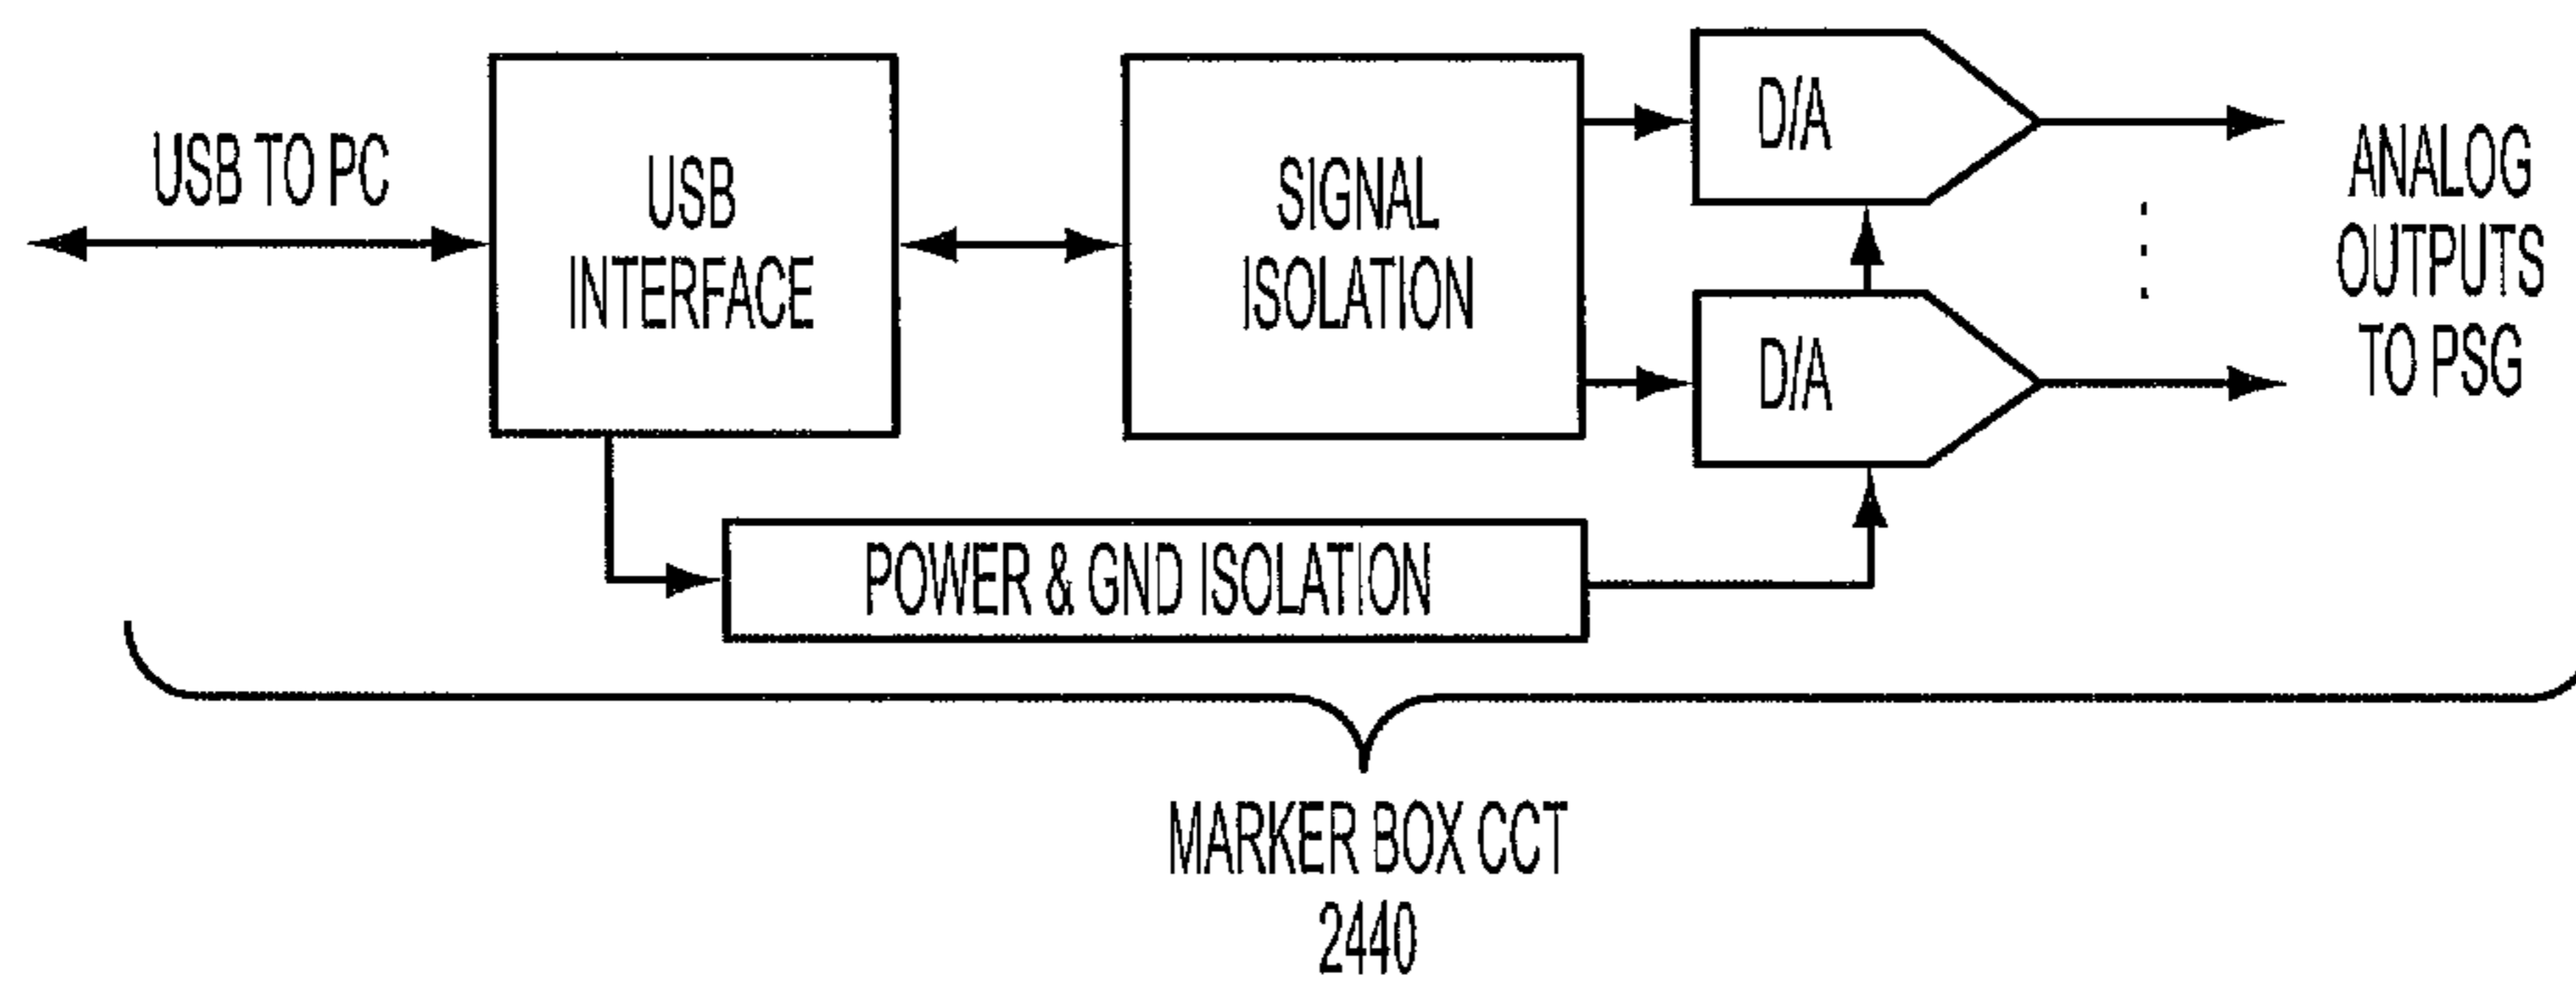 USB TO PC
USB
INTERFACE
SIGNAL
ISOLATION
D/A
D/A
ANALOG
OUTPUTS
TO PSG
POWER & GND ISOLATION
MARKER BOX CCT
2440